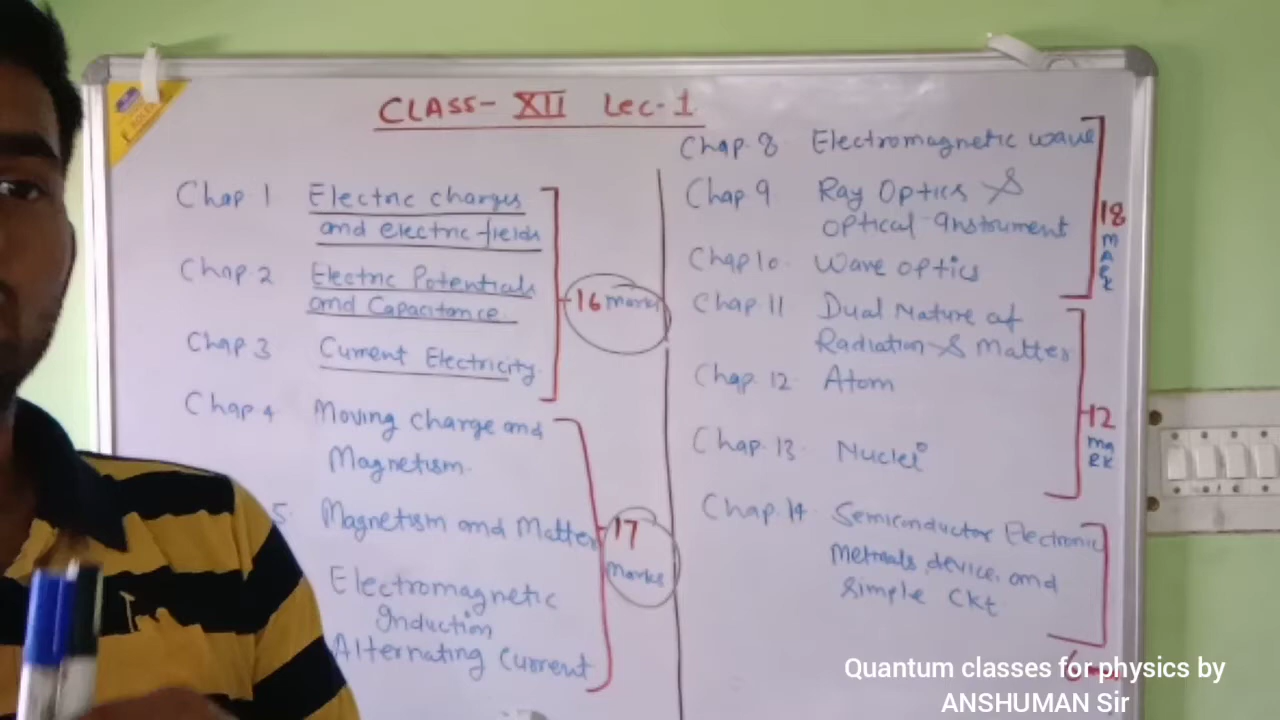 CLASS- XII Lec-1
Chap 1 Electric charges
and electric fields
Chap 2 Electric Potentials
and Capacitance
Chap 3 Current Electricity
16 marks
Chap 4 Moving charge and
Magnetism.
5. Magnetism and Matter
Electromagnetic
Induction
Alternating Current
17
marks
Chap. 8 Electromagnetic wave
Chap. 9 Ray Optics &
optical Instrument
Chap 10. Wave optics
18
MARK
Chap. 11 Dual Nature of
Radiation & Matter
Chap. 12. Atom
Chap. 13. Nuclei
12
maRK
Chap. 14 Semiconductor Electronic
device, and
Simple Ckt
Quantum classes for physics by
ANSHUMAN Sir